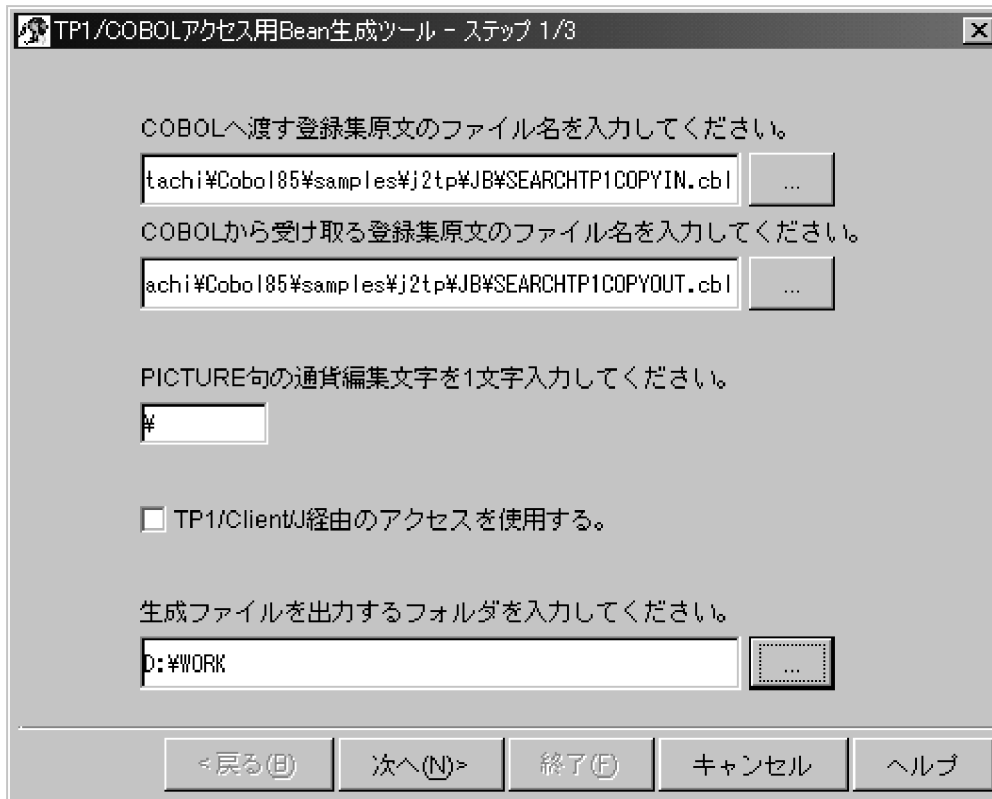 TP1/COBOLアクセス用Bean生成ツール - ステップ 1/3
COBOLへ渡す登録集原文のファイル名を入力してください。
tachi¥Cobol85¥samples¥j2tp¥JB¥SEARCHTP1COPYIN.cbl
...
COBOLから受け取る登録集原文のファイル名を入力してください。
achi¥Cobol85¥samples¥j2tp¥JB¥SEARCHTP1COPYOUT.cbl
...
PICTURE句の通貨編集文字を1文字入力してください。
¥
TP1/Client/J経由のアクセスを使用する。
生成ファイルを出力するフォルダを入力してください。
D:¥WORK
...
<戻る(B) 次へ(N)> 終了(F) キャンセル ヘルプ